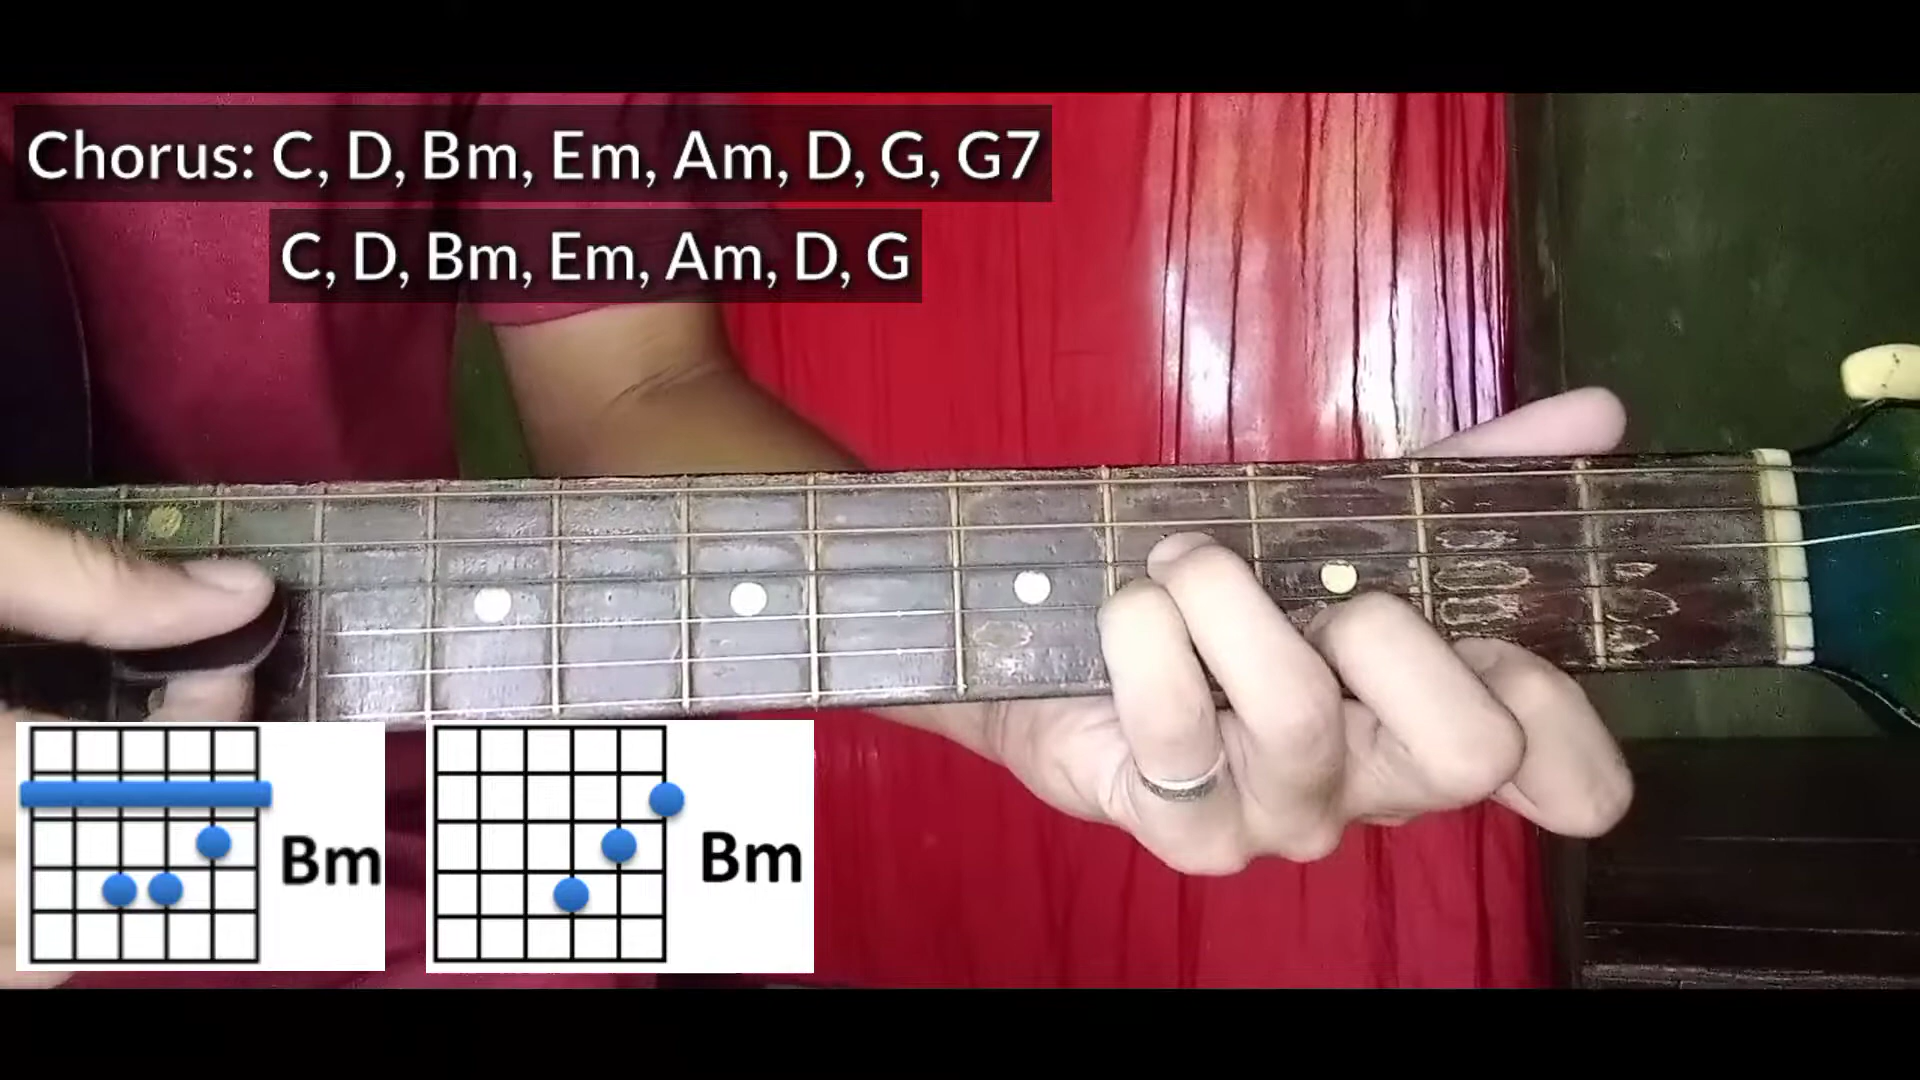 Chorus: C, D, Bm, Em, Am, D, G, G7
C, D, Bm, Em, Am, D, G
Bm
Bm